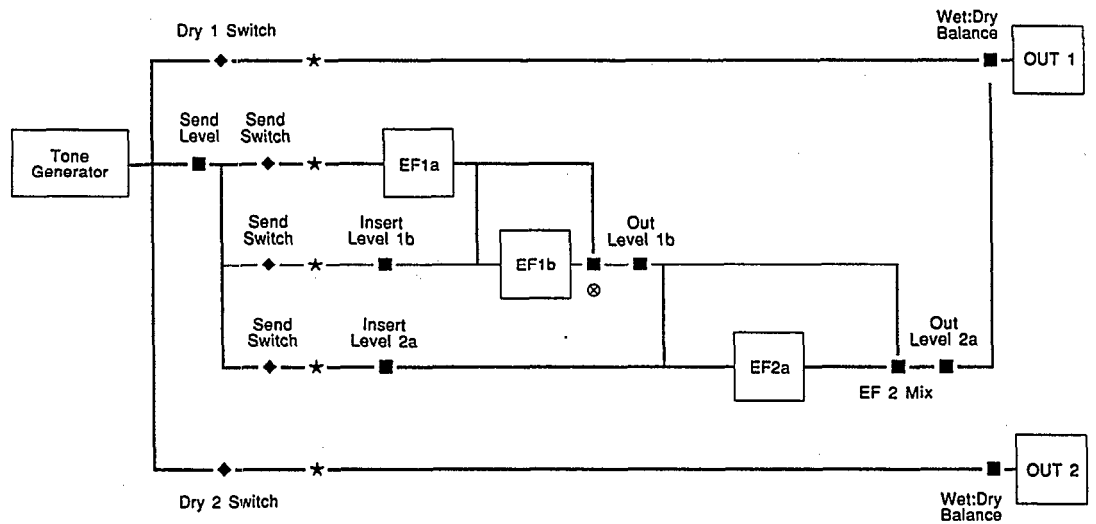 Dry 1 Switch
Wet:Dry
Balance
OUT 1
Send
Level
Send
Switch
Tone
Generator
EF1a
Send
Switch
Insert
Level 1b
Out
Level 1b
EF1b
Send
Switch
Insert
Level 2a
Out
Level 2a
EF2a
EF 2 Mix
OUT 2
Dry 2 Switch
Wet:Dry
Balance